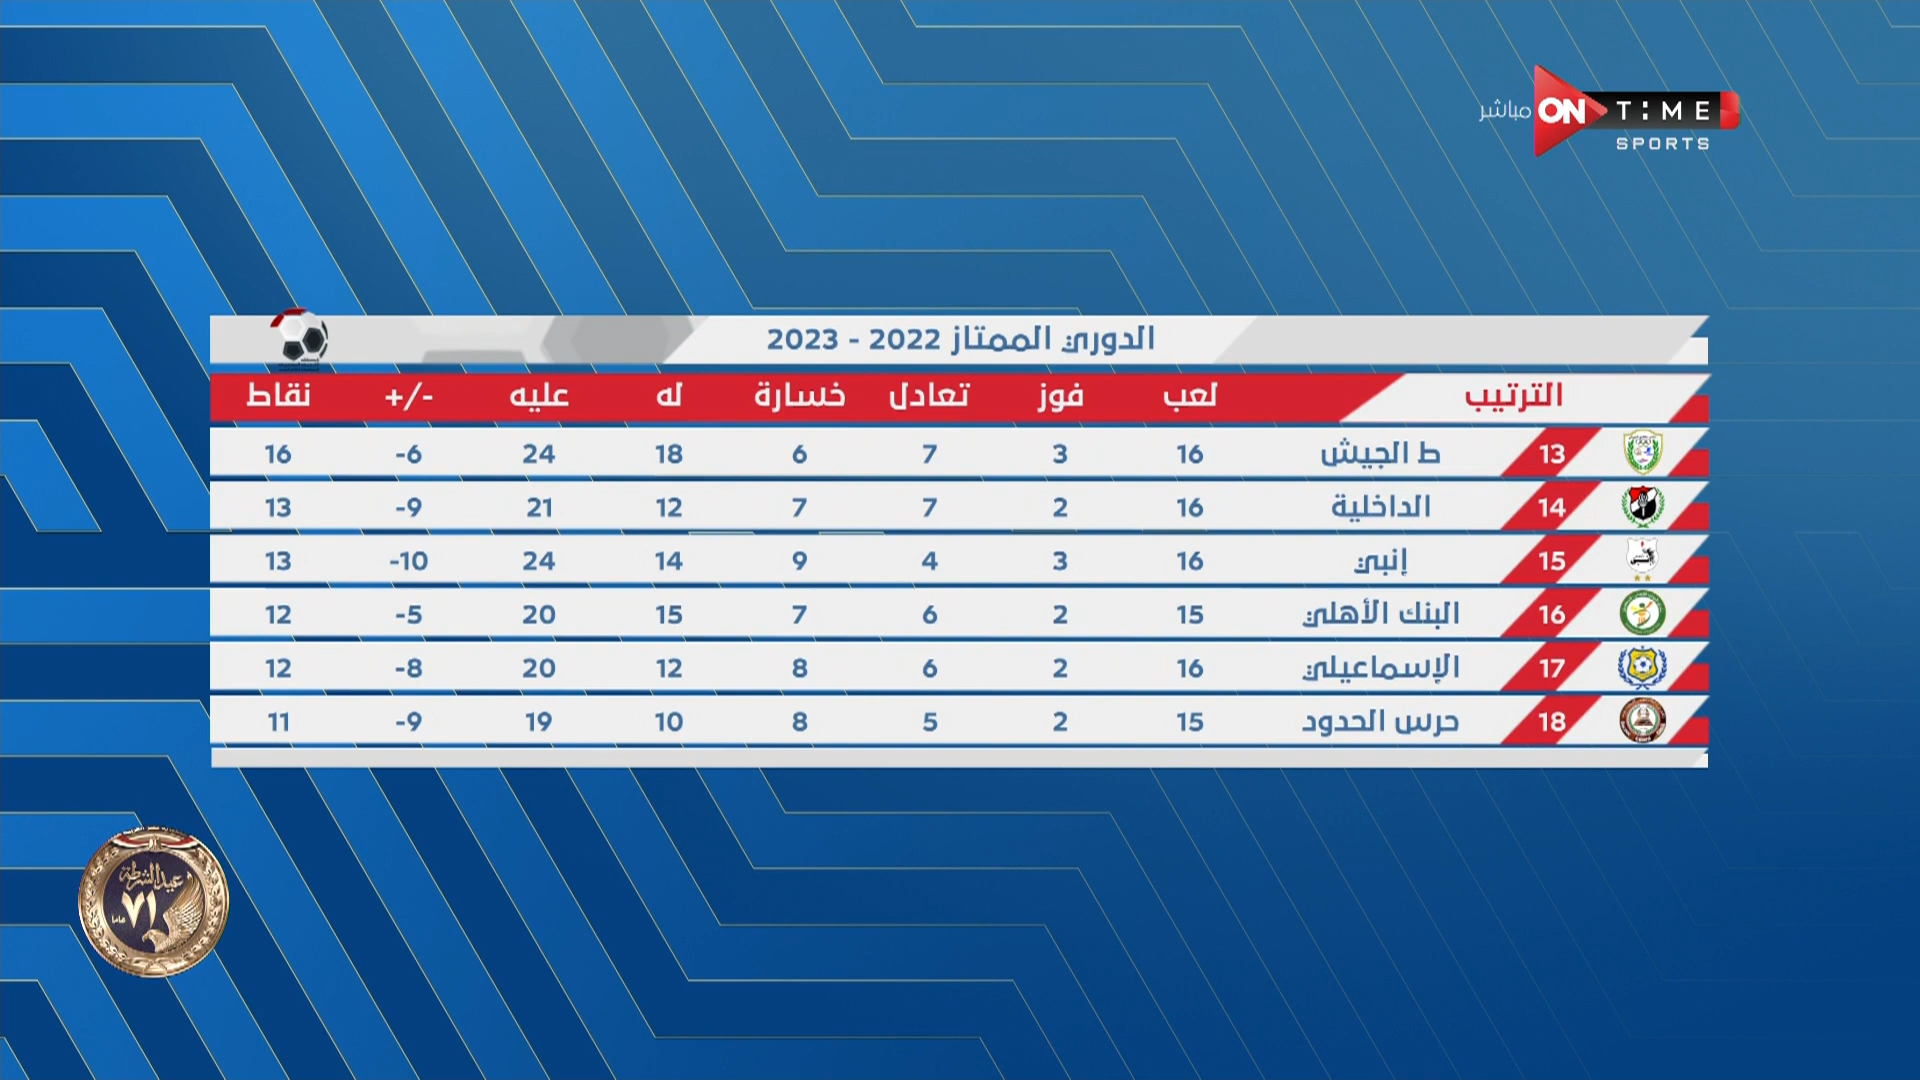 مباشر ON TIME
SPORTS
الدوري الممتاز 2022 - 2023
الترتيب لعب فوز تعادل خسارة له عليه +/- نقاط
13 ط الجيش 16 3 7 6 18 24 -6 16
14 الداخلية 16 2 7 7 12 21 -9 13
15 إنبي 16 3 4 9 14 24 -10 13
16 البنك الأهلي 15 2 6 7 15 20 -5 12
17 الإسماعيلي 16 2 6 8 12 20 -8 12
18 حرس الحدود 15 2 5 8 10 19 -9 11
عيد الشرطة
٧١ عاما